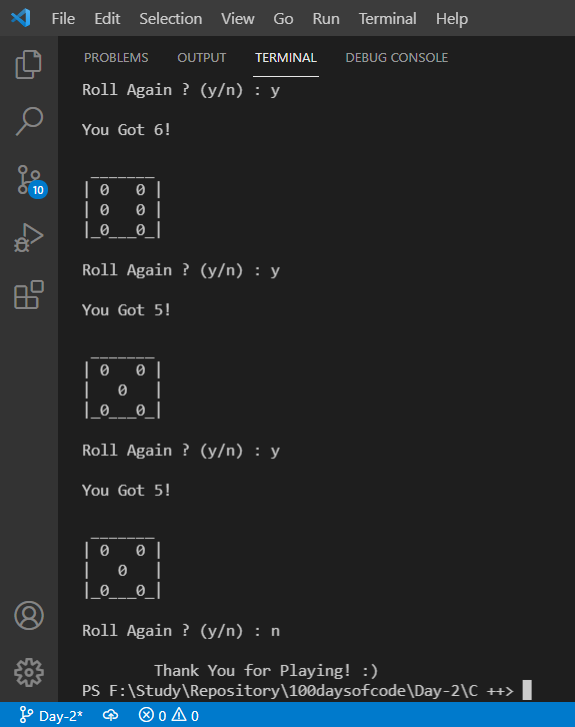 File Edit Selection View Go Run Terminal Help
PROBLEMS OUTPUT TERMINAL DEBUG CONSOLE
Roll Again ? (y/n) : y
You Got 6!
 _______
| 0   0 |
| 0   0 |
|_0___0_|
Roll Again ? (y/n) : y
You Got 5!
 _______
| 0   0 |
|   0   |
|_0___0_|
Roll Again ? (y/n) : y
You Got 5!
 _______
| 0   0 |
|   0   |
|_0___0_|
Roll Again ? (y/n) : n
Thank You for Playing! :)
PS F:\Study\Repository\100daysofcode\Day-2\C ++>
10
Day-2* 0 0